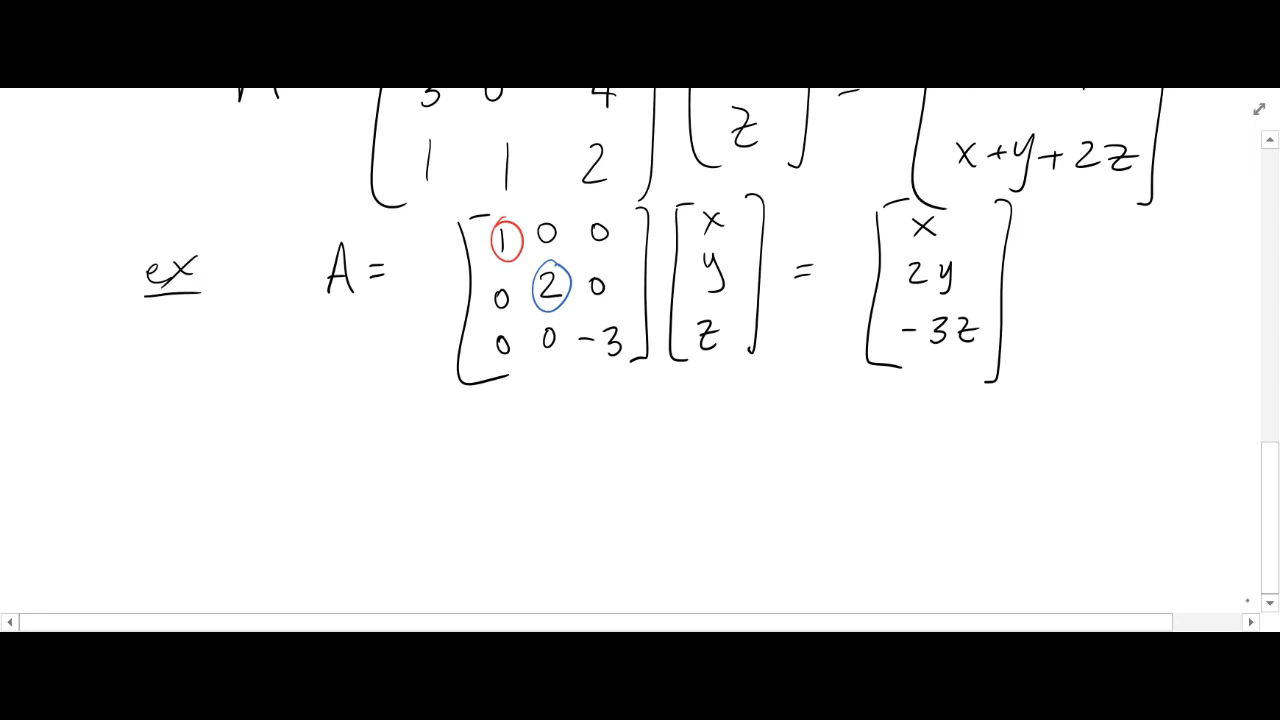 3 0 4 z =
1 1 2 x+y+2z
1 0 0 x x
ex A = 0 2 0 y = 2y
0 0 -3 z -3z